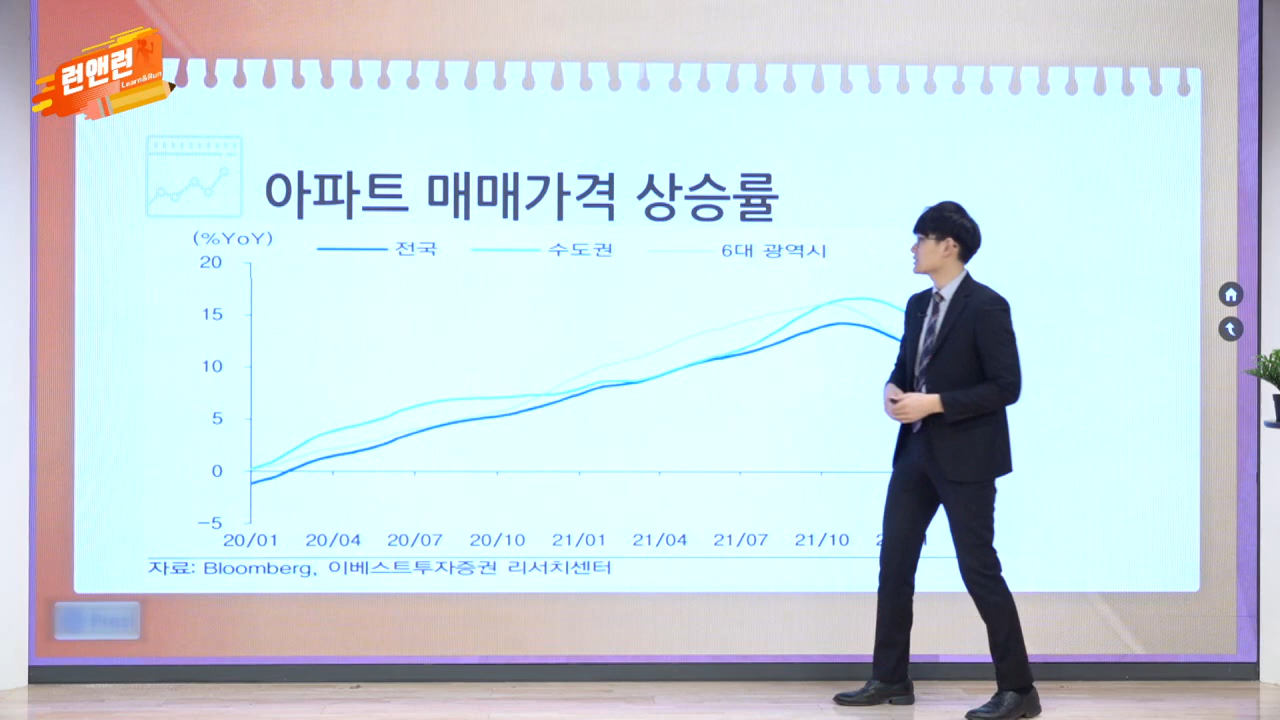 런앤런
Learn&Run
아파트 매매가격 상승률
(%YoY)
전국 수도권 6대 광역시
20
15
10
5
0
-5
20/01 20/04 20/07 20/10 21/01 21/04 21/07 21/10
자료: Bloomberg, 이베스트투자증권 리서치센터
Prezi